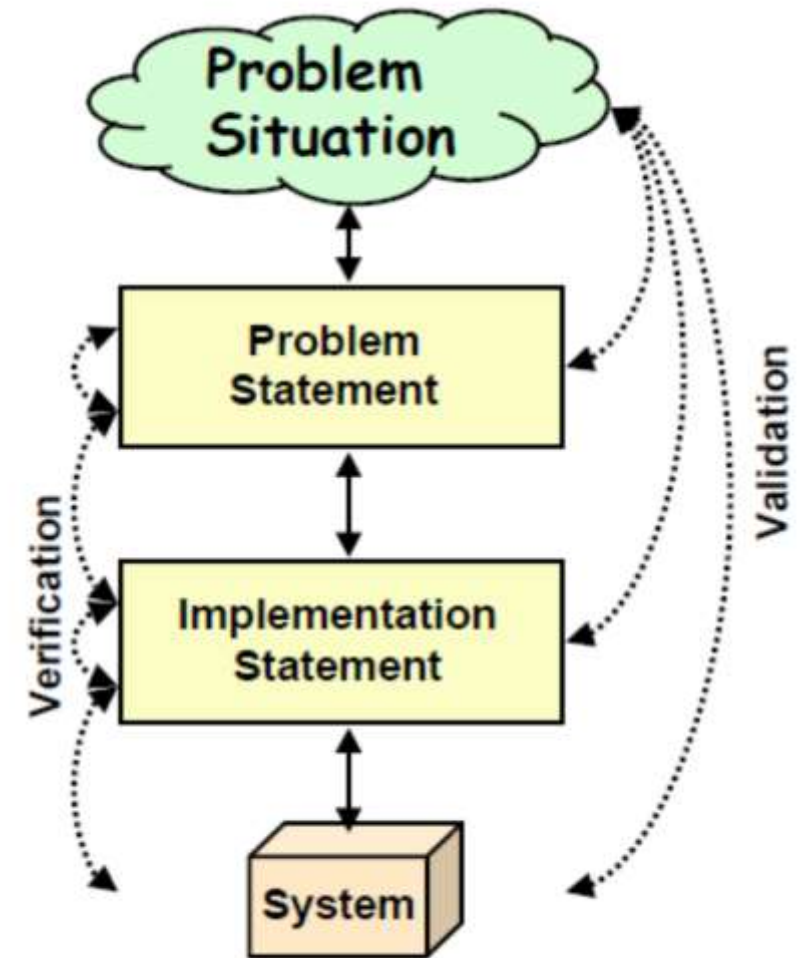 Problem
Situation
Problem
Statement
Validation
Verification
Implementation
Statement
System